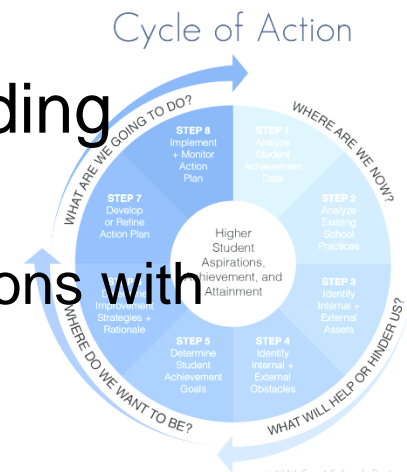 Cycle of Action
ding
ons with
WHAT ARE WE GOING TO DO?
WHERE ARE WE NOW?
WHAT WILL HELP OR HINDER US?
WHERE DO WE WANT TO BE?
STEP 1
Analyze
Student
Achievement
Data
STEP 2
Analyze
Existing
School
Practices
STEP 3
Identify
Internal +
External
Assets
STEP 4
Identify
Internal +
External
Obstacles
STEP 5
Determine
Student
Achievement
Goals
Improvement
Strategies +
Rationale
STEP 7
Develop
or Refine
Action Plan
STEP 8
Implement
+ Monitor
Action
Plan
Higher
Student
Aspirations,
Achievement, and
Attainment